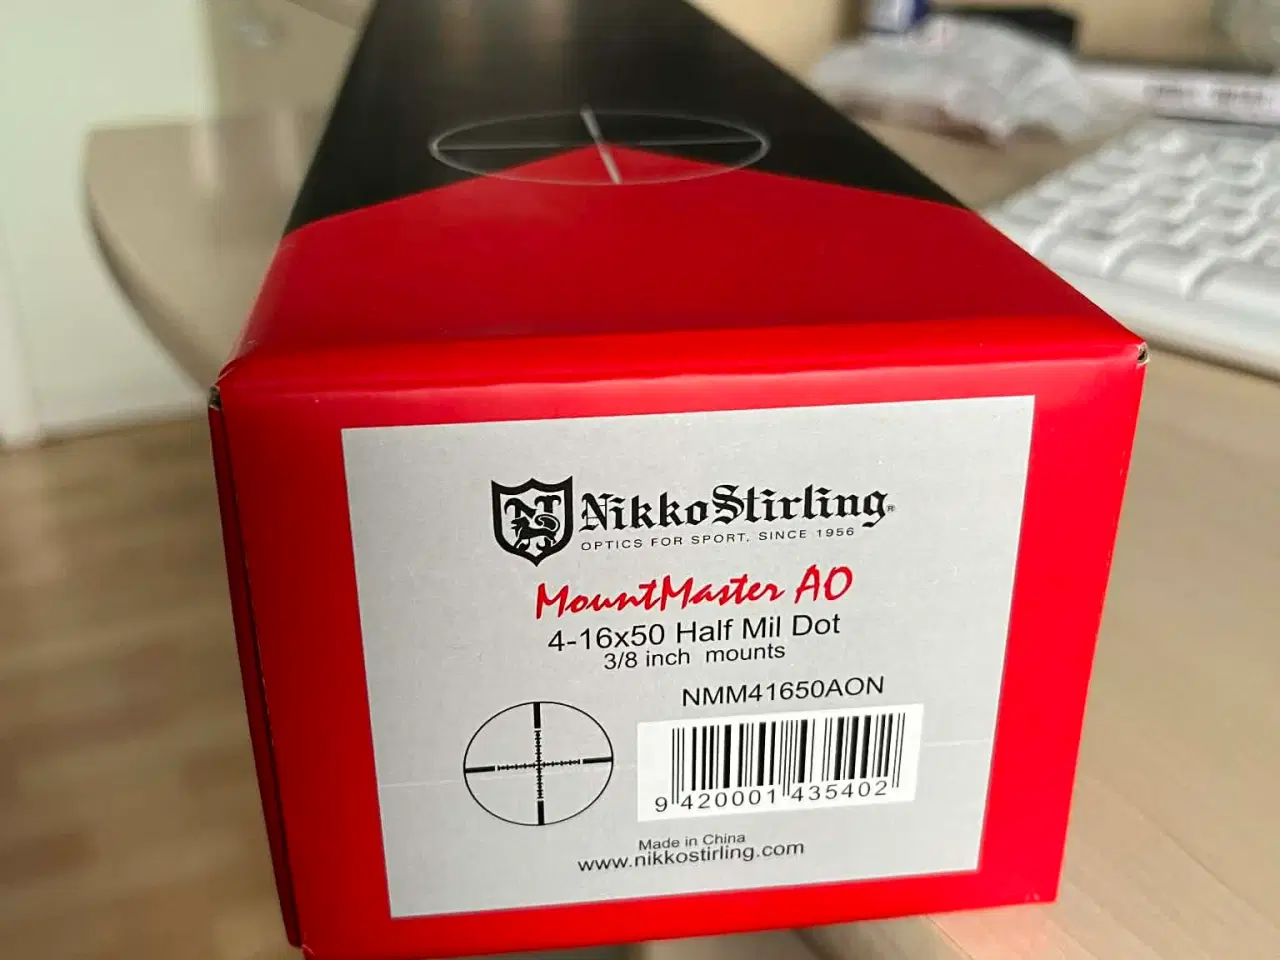 NikkoStirling®
OPTICS FOR SPORT, SINCE 1956
MountMaster AO
4-16x50 Half Mil Dot
3/8 inch mounts
NMM41650AON
9 420001 435402
Made in China
www.nikkostirling.com